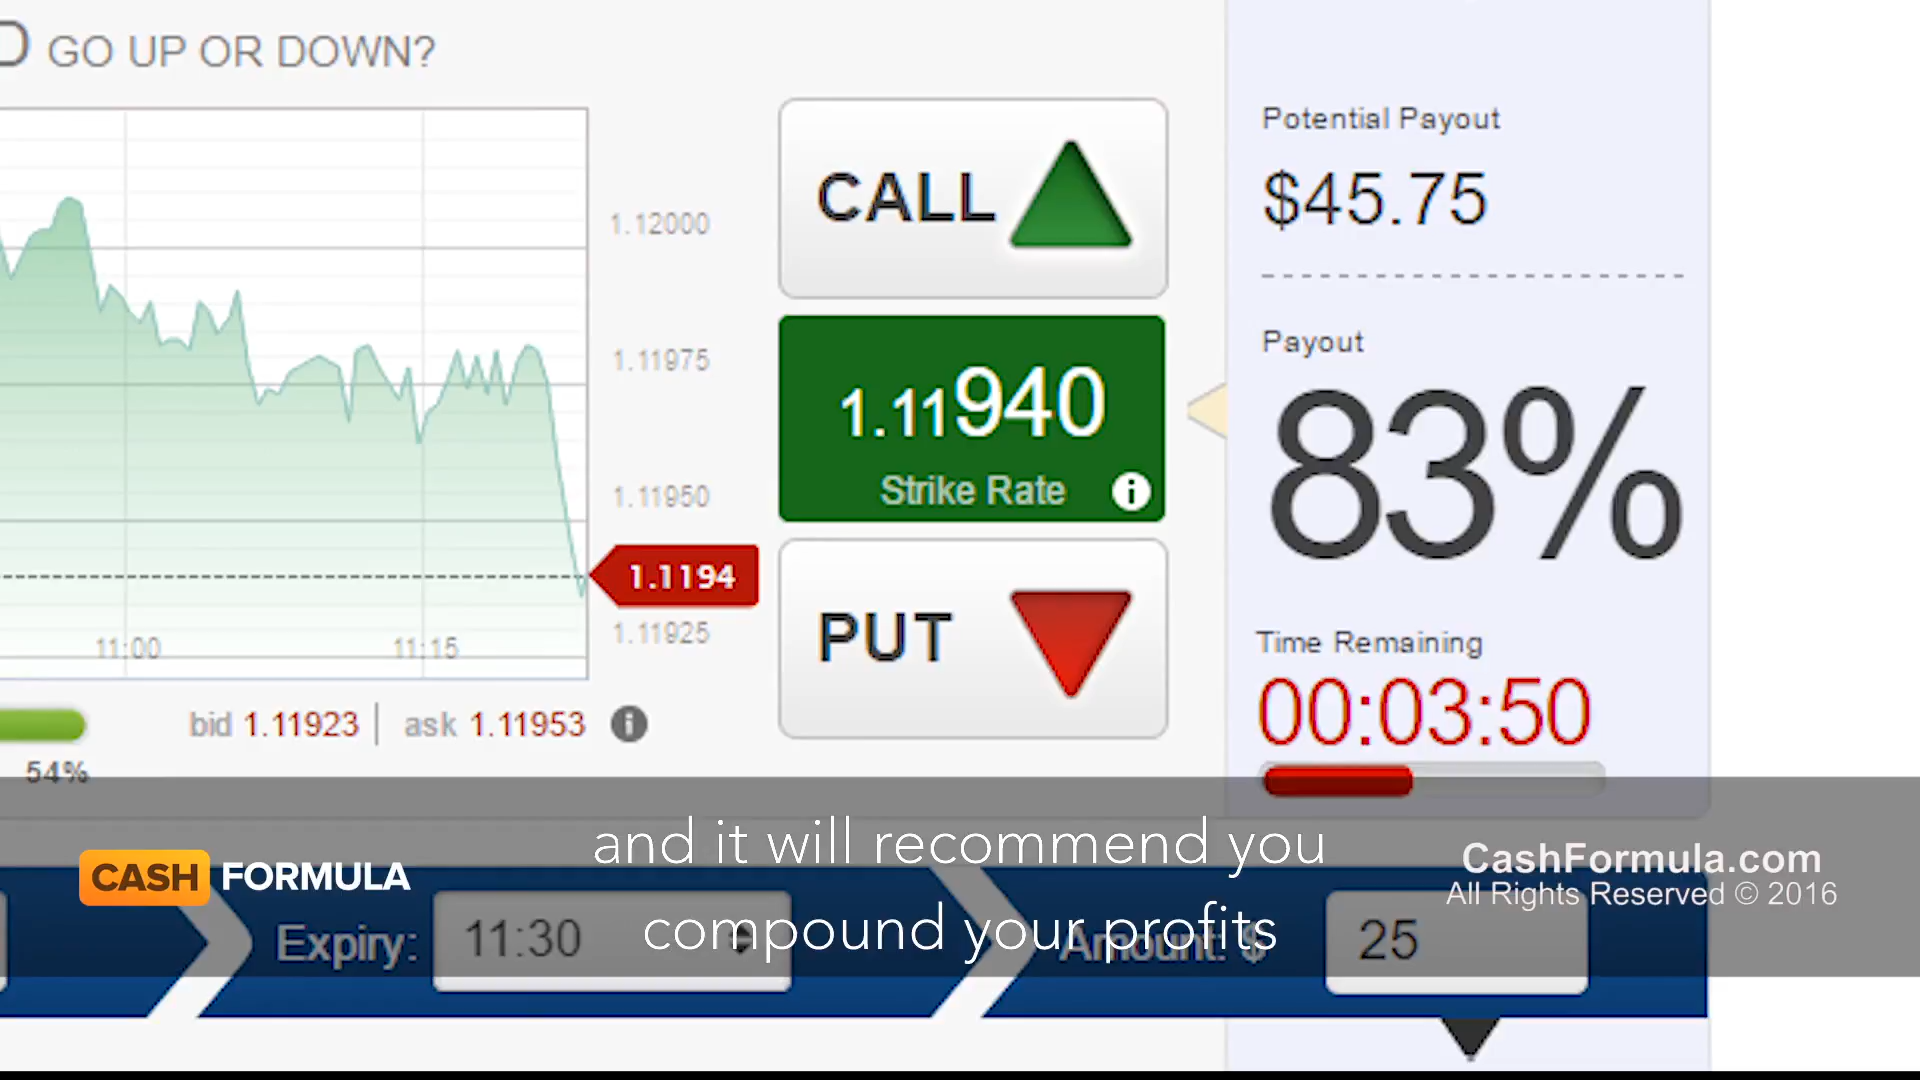 D GO UP OR DOWN?
1.12000
1.11975
1.11950
1.1194
1.11925
11:00
11:15
bid 1.11923
ask 1.11953
54%
CALL
1.11940
Strike Rate
PUT
Potential Payout
$45.75
Payout
83%
Time Remaining
00:03:50
and it will recommend you
compound your profits
CASH FORMULA
CashFormula.com
All Rights Reserved © 2016
Expiry:
11:30
Amount: $
25